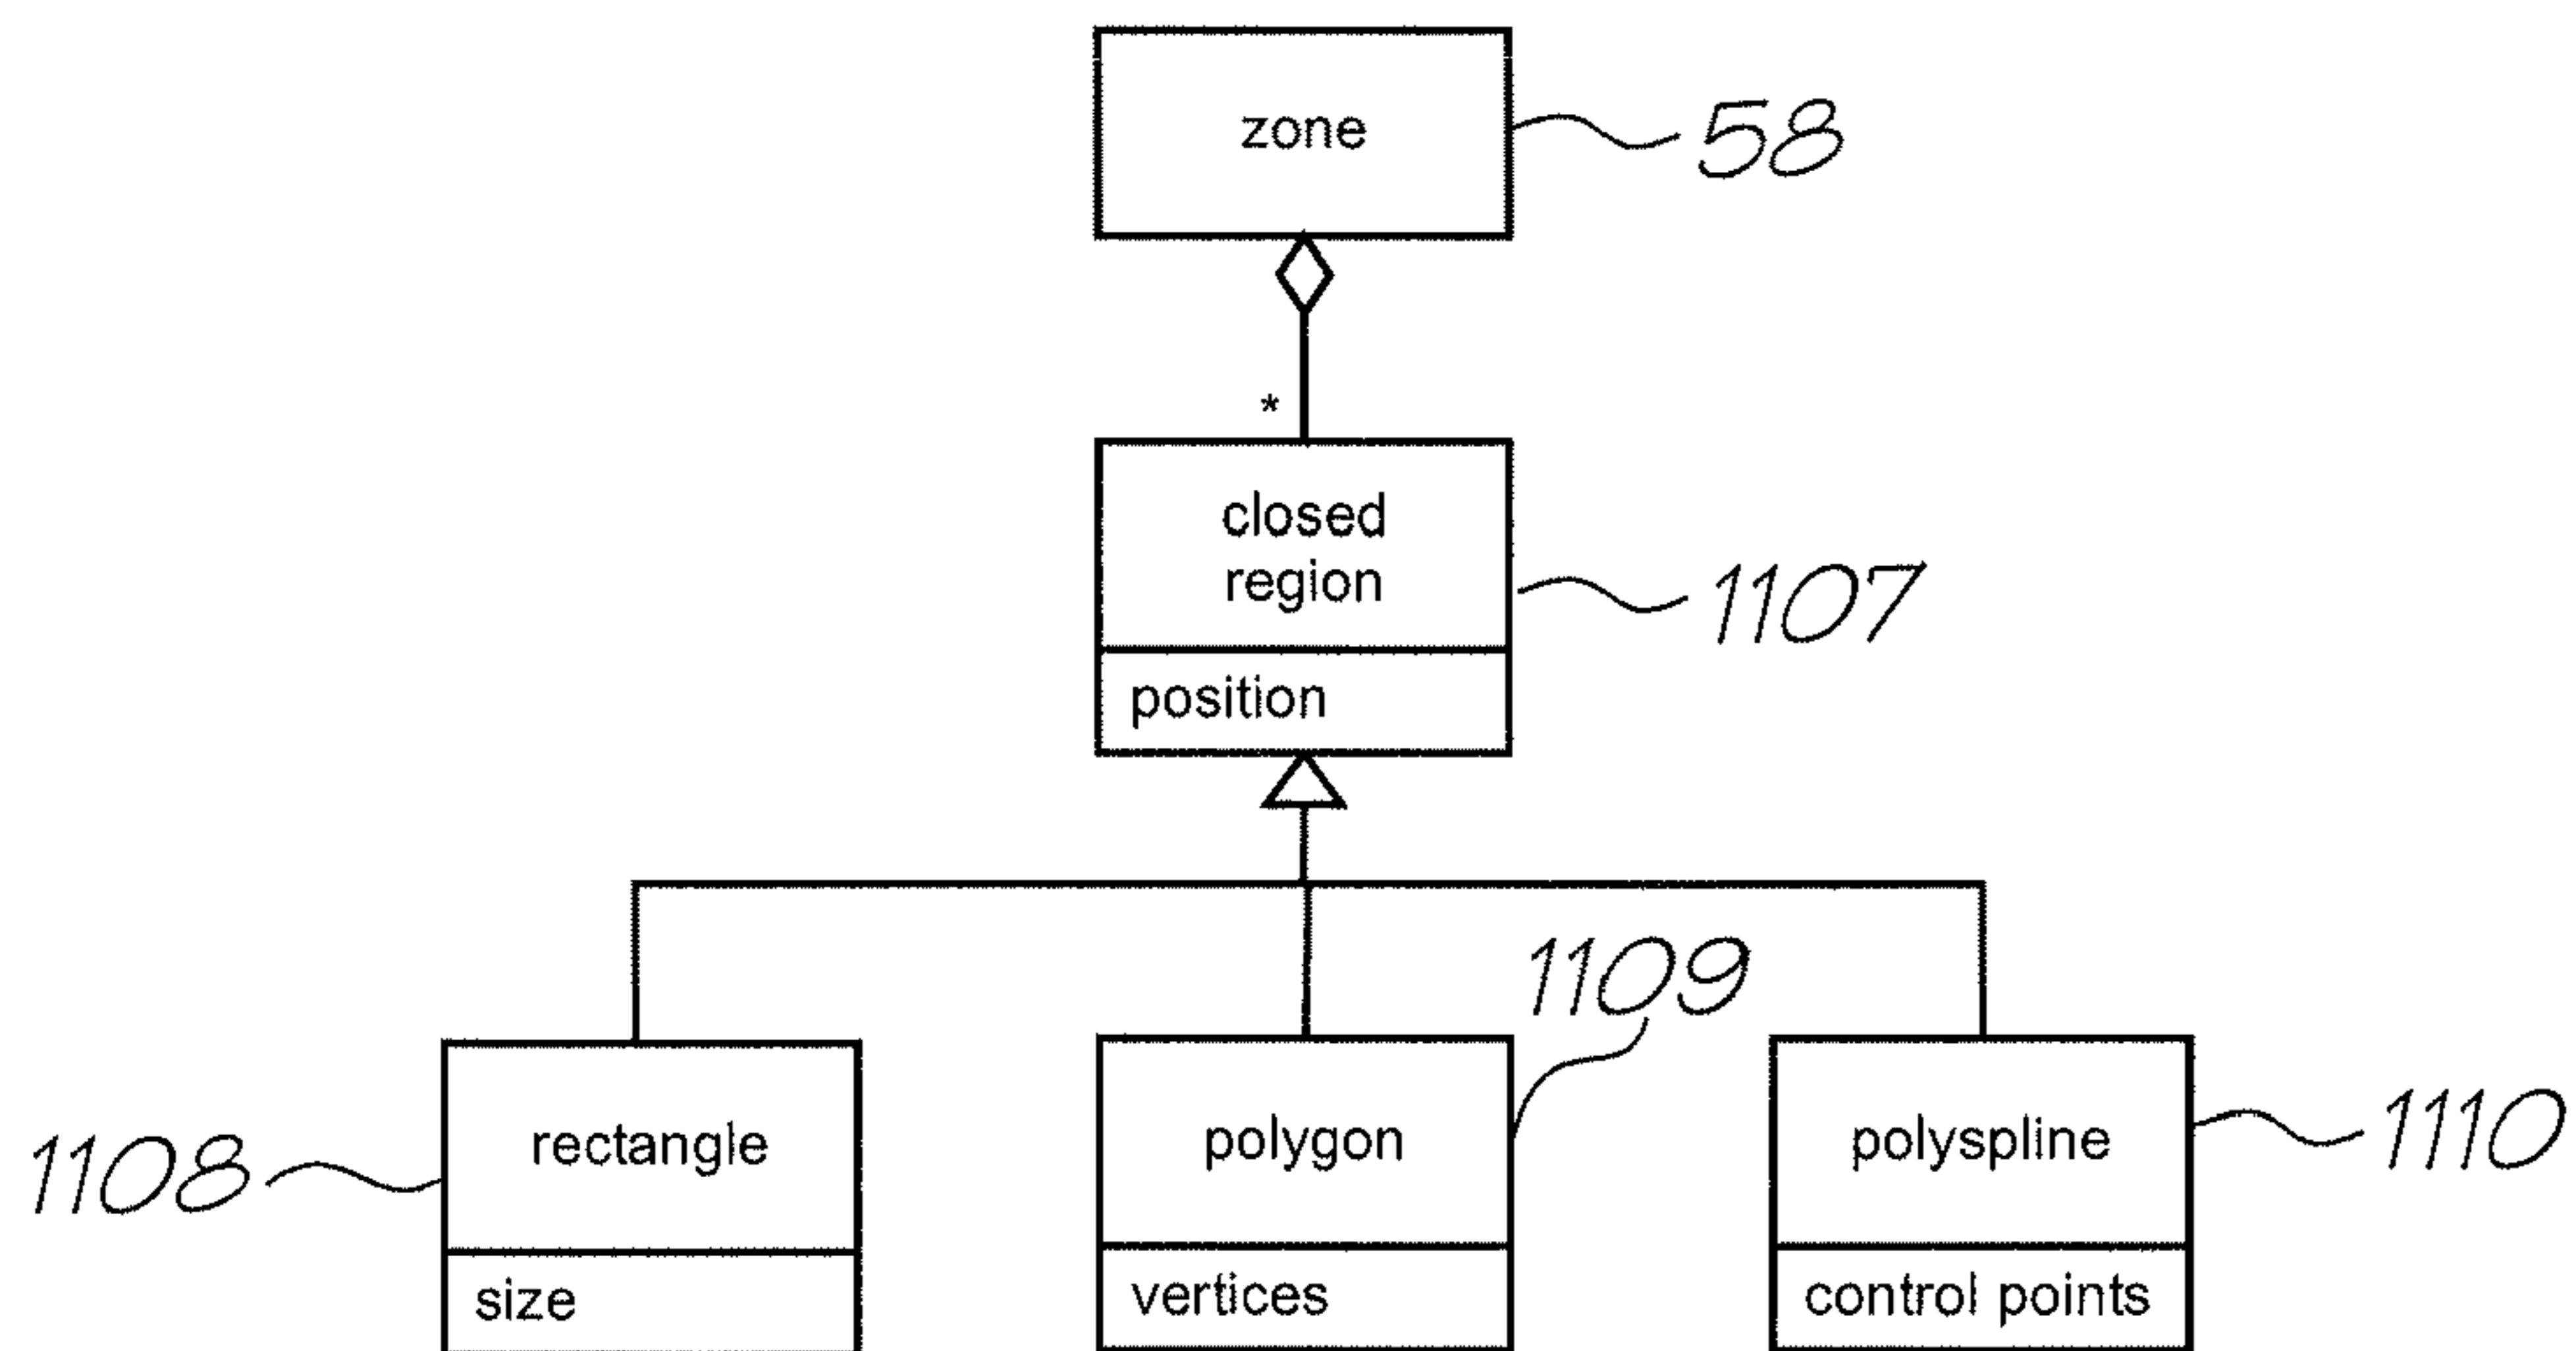 zone
58
*
closed
region
1107
position
1109
rectangle
polygon
polyspline
1108
1110
size
vertices
control points